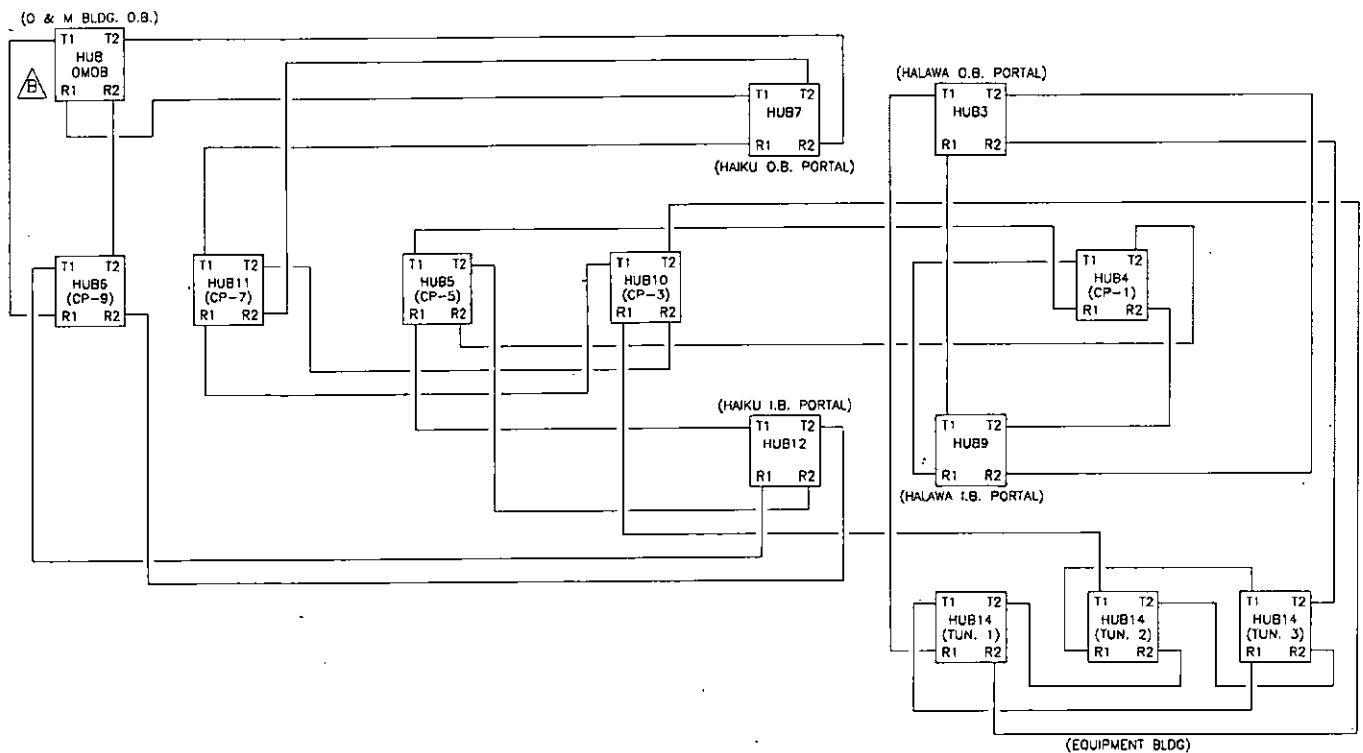 (O & M BLDG. O.B.)
T1 T2
HUB
OMOB
R1 R2
B
T1 T2
HUB7
R1 R2
(HAIKU O.B. PORTAL)
(HALAWA O.B. PORTAL)
T1 T2
HUB3
R1 R2
T1 T2
HUB6
(CP-9)
R1 R2
T1 T2
HUB11
(CP-7)
R1 R2
T1 T2
HUB5
(CP-5)
R1 R2
T1 T2
HUB10
(CP-3)
R1 R2
T1 T2
HUB4
(CP-1)
R1 R2
(HAIKU I.B. PORTAL)
T1 T2
HUB12
R1 R2
T1 T2
HUB9
R1 R2
(HALAWA I.B. PORTAL)
T1 T2
HUB14
(TUN. 1)
R1 R2
T1 T2
HUB14
(TUN. 2)
R1 R2
T1 T2
HUB14
(TUN. 3)
R1 R2
(EQUIPMENT BLDG)